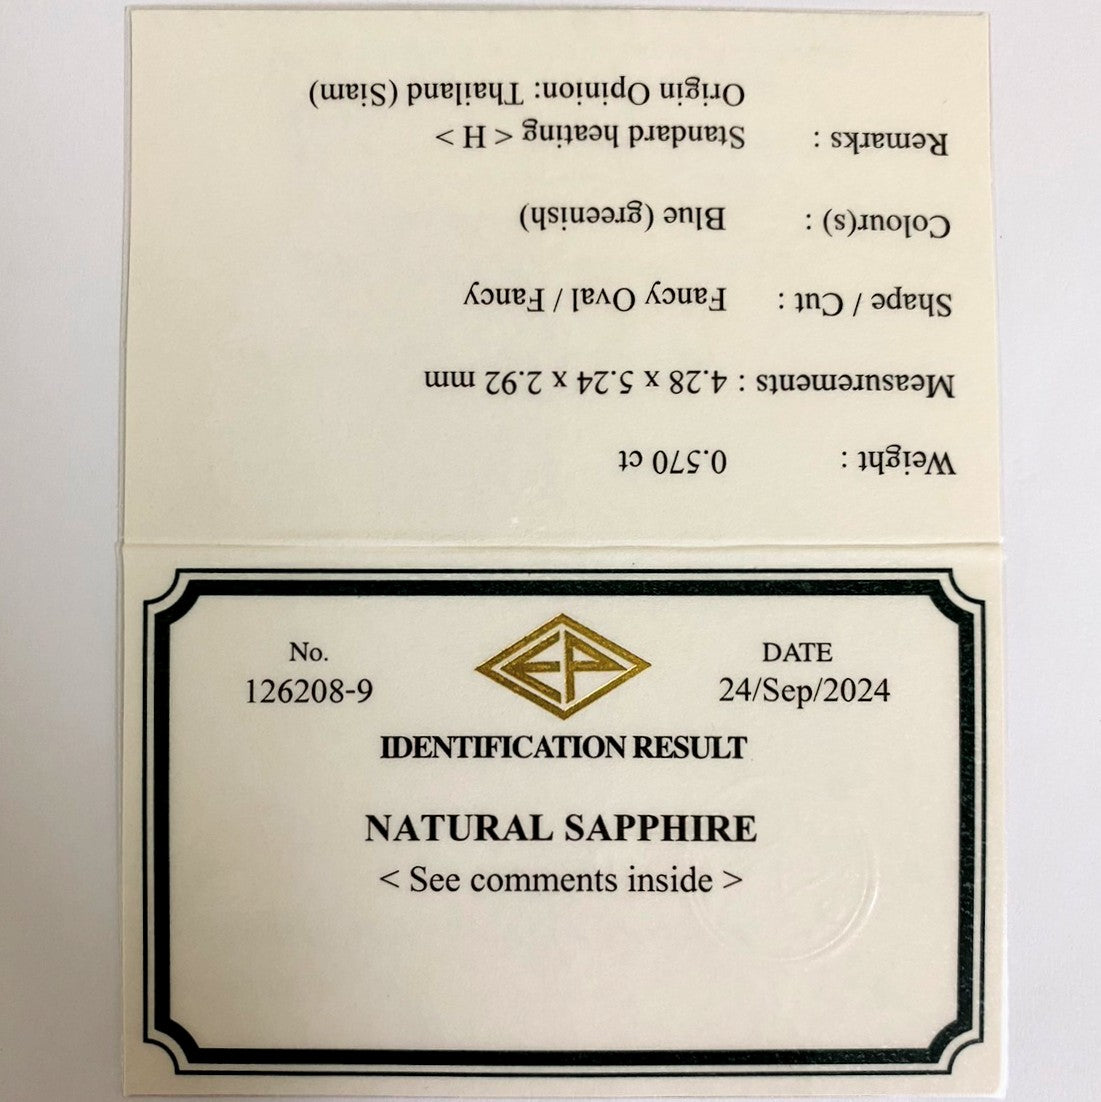 Weight : 0.570 ct
Measurements : 4.28 x 5.24 x 2.92 mm
Shape / Cut : Fancy Oval / Fancy
Colour(s) : Blue (greenish)
Remarks : Standard heating < H >
Origin Opinion: Thailand (Siam)
EP
No. DATE
126208-9 24/Sep/2024
IDENTIFICATION RESULT
NATURAL SAPPHIRE
< See comments inside >